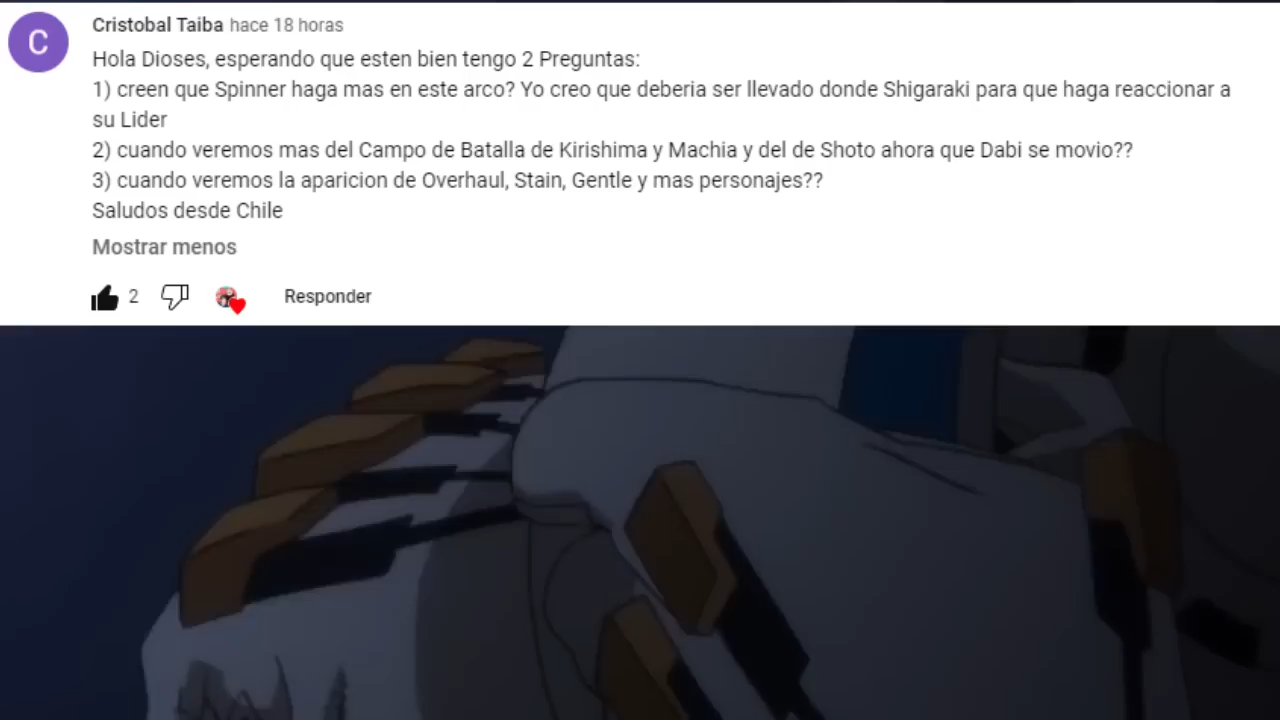 C
Cristobal Taiba hace 18 horas
Hola Dioses, esperando que esten bien tengo 2 Preguntas:
1) creen que Spinner haga mas en este arco? Yo creo que deberia ser llevado donde Shigaraki para que haga reaccionar a
su Lider
2) cuando veremos mas del Campo de Batalla de Kirishima y Machia y del de Shoto ahora que Dabi se movio??
3) cuando veremos la aparicion de Overhaul, Stain, Gentle y mas personajes??
Saludos desde Chile
Mostrar menos
2 Responder